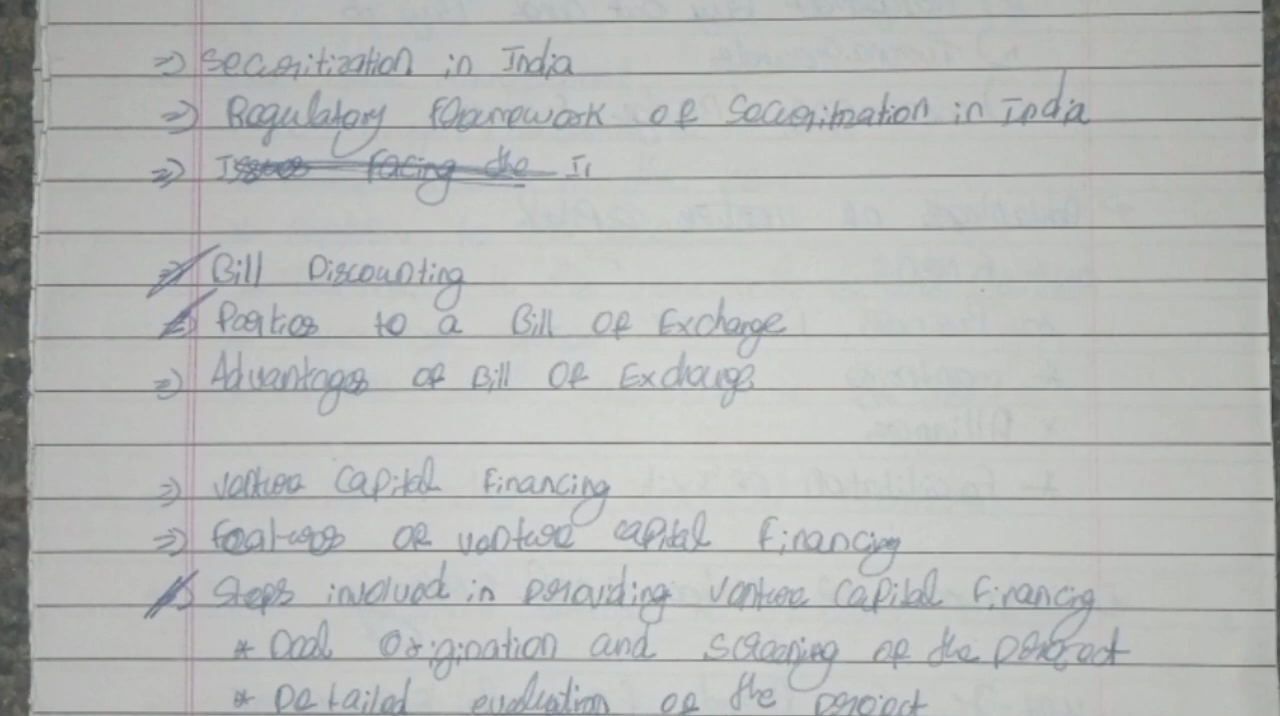 ⇒ Securitization in India
⇒ Regulatory framework of Securitization in India
⇒ Issues facing the
⇒ Bill Discounting
⇒ Parties to a Bill of Exchange
⇒ Advantages of Bill of Exchange
⇒ Venture Capital Financing
⇒ Features of Venture Capital Financing
⇒ Steps involved in providing Venture Capital Financing
* Deal Origination and Screening of the Project
* Detailed evaluation of the project